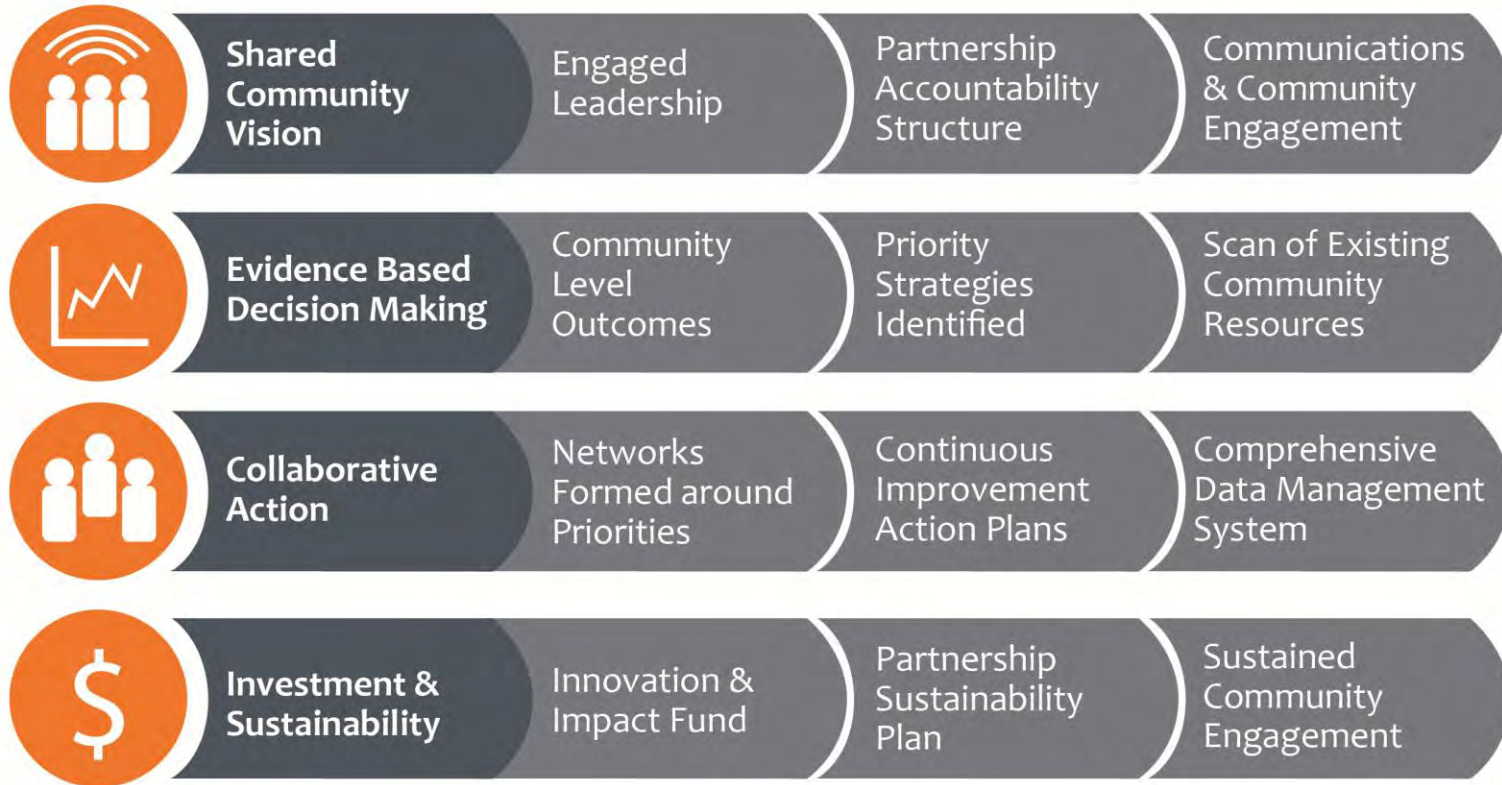 Shared
Community
Vision
Engaged
Leadership
Partnership
Accountability
Structure
Communications
& Community
Engagement
Evidence Based
Decision Making
Community
Level
Outcomes
Priority
Strategies
Identified
Scan of Existing
Community
Resources
Collaborative
Action
Networks
Formed around
Priorities
Continuous
Improvement
Action Plans
Comprehensive
Data Management
System
$
Investment &
Sustainability
Innovation &
Impact Fund
Partnership
Sustainability
Plan
Sustained
Community
Engagement